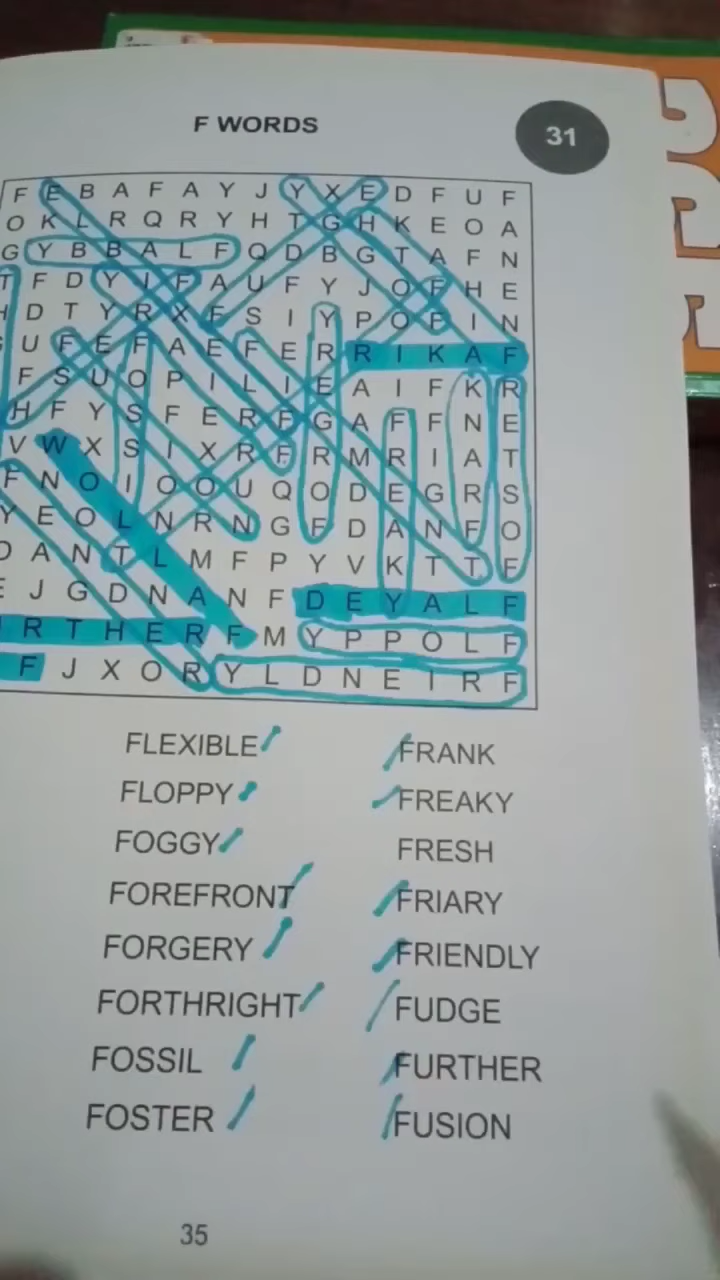 F WORDS
31
F E B A F A Y J Y X E D F U F
O K L R Q R Y H T G H K E O A
G Y B B A L F Q D B G T A F N
T F D Y I F A U F Y J O F H E
D T Y R X F S I Y P O F I N
U F E F A E F E R R I K A F
F S U O P I L I E A I F K R
H F Y S F E R F G A F F N E
V W X S I X R F R M R I A T
F N O I O O U Q O D E G R S
Y E O L N R N G F D A N F O
D A N T L M F P Y V K T T F
E J G D N A N F D E Y A L F
R T H E R F M Y P P O L F
F J X O R Y L D N E I R F
FLEXIBLE FRANK
FLOPPY FREAKY
FOGGY FRESH
FOREFRONT FRIARY
FORGERY FRIENDLY
FORTHRIGHT FUDGE
FOSSIL FURTHER
FOSTER FUSION
35